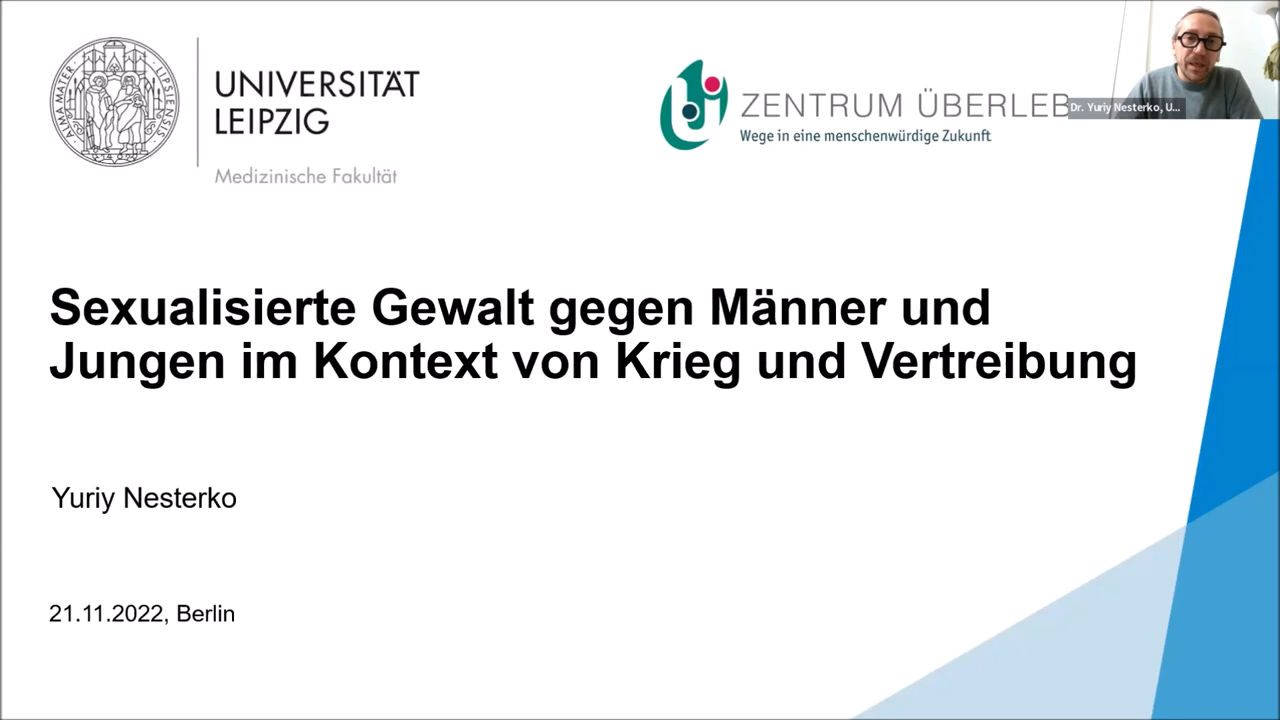 UNIVERSITÄT
LEIPZIG
Medizinische Fakultät
ZENTRUM ÜBERLEB
Wege in eine menschenwürdige Zukunft
Dr. Yuriy Nesterko, U...
Sexualisierte Gewalt gegen Männer und
Jungen im Kontext von Krieg und Vertreibung
Yuriy Nesterko
21.11.2022, Berlin